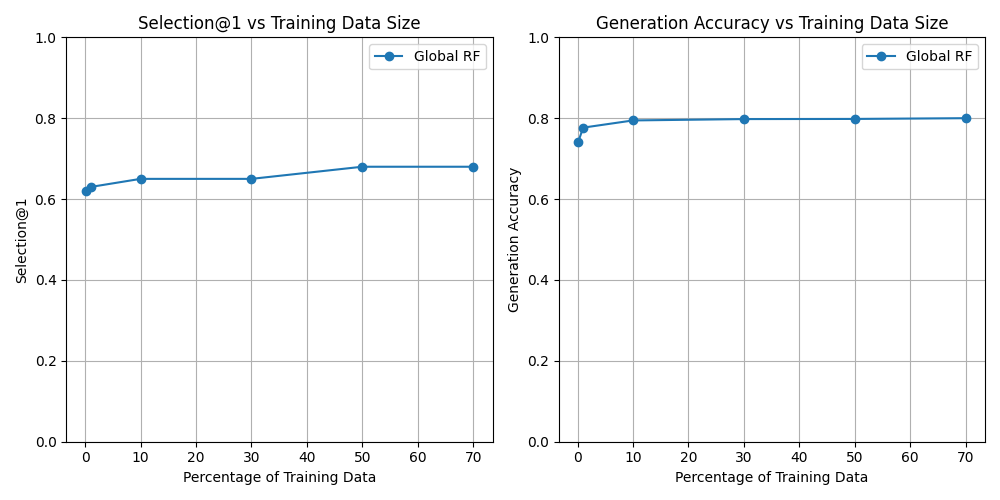 Selection@1 vs Training Data Size
1.0
0.8
0.6
0.4
0.2
0.0
Selection@1
0 10 20 30 40 50 60 70
Percentage of Training Data
Global RF
Generation Accuracy vs Training Data Size
1.0
0.8
0.6
0.4
0.2
0.0
Generation Accuracy
0 10 20 30 40 50 60 70
Percentage of Training Data
Global RF